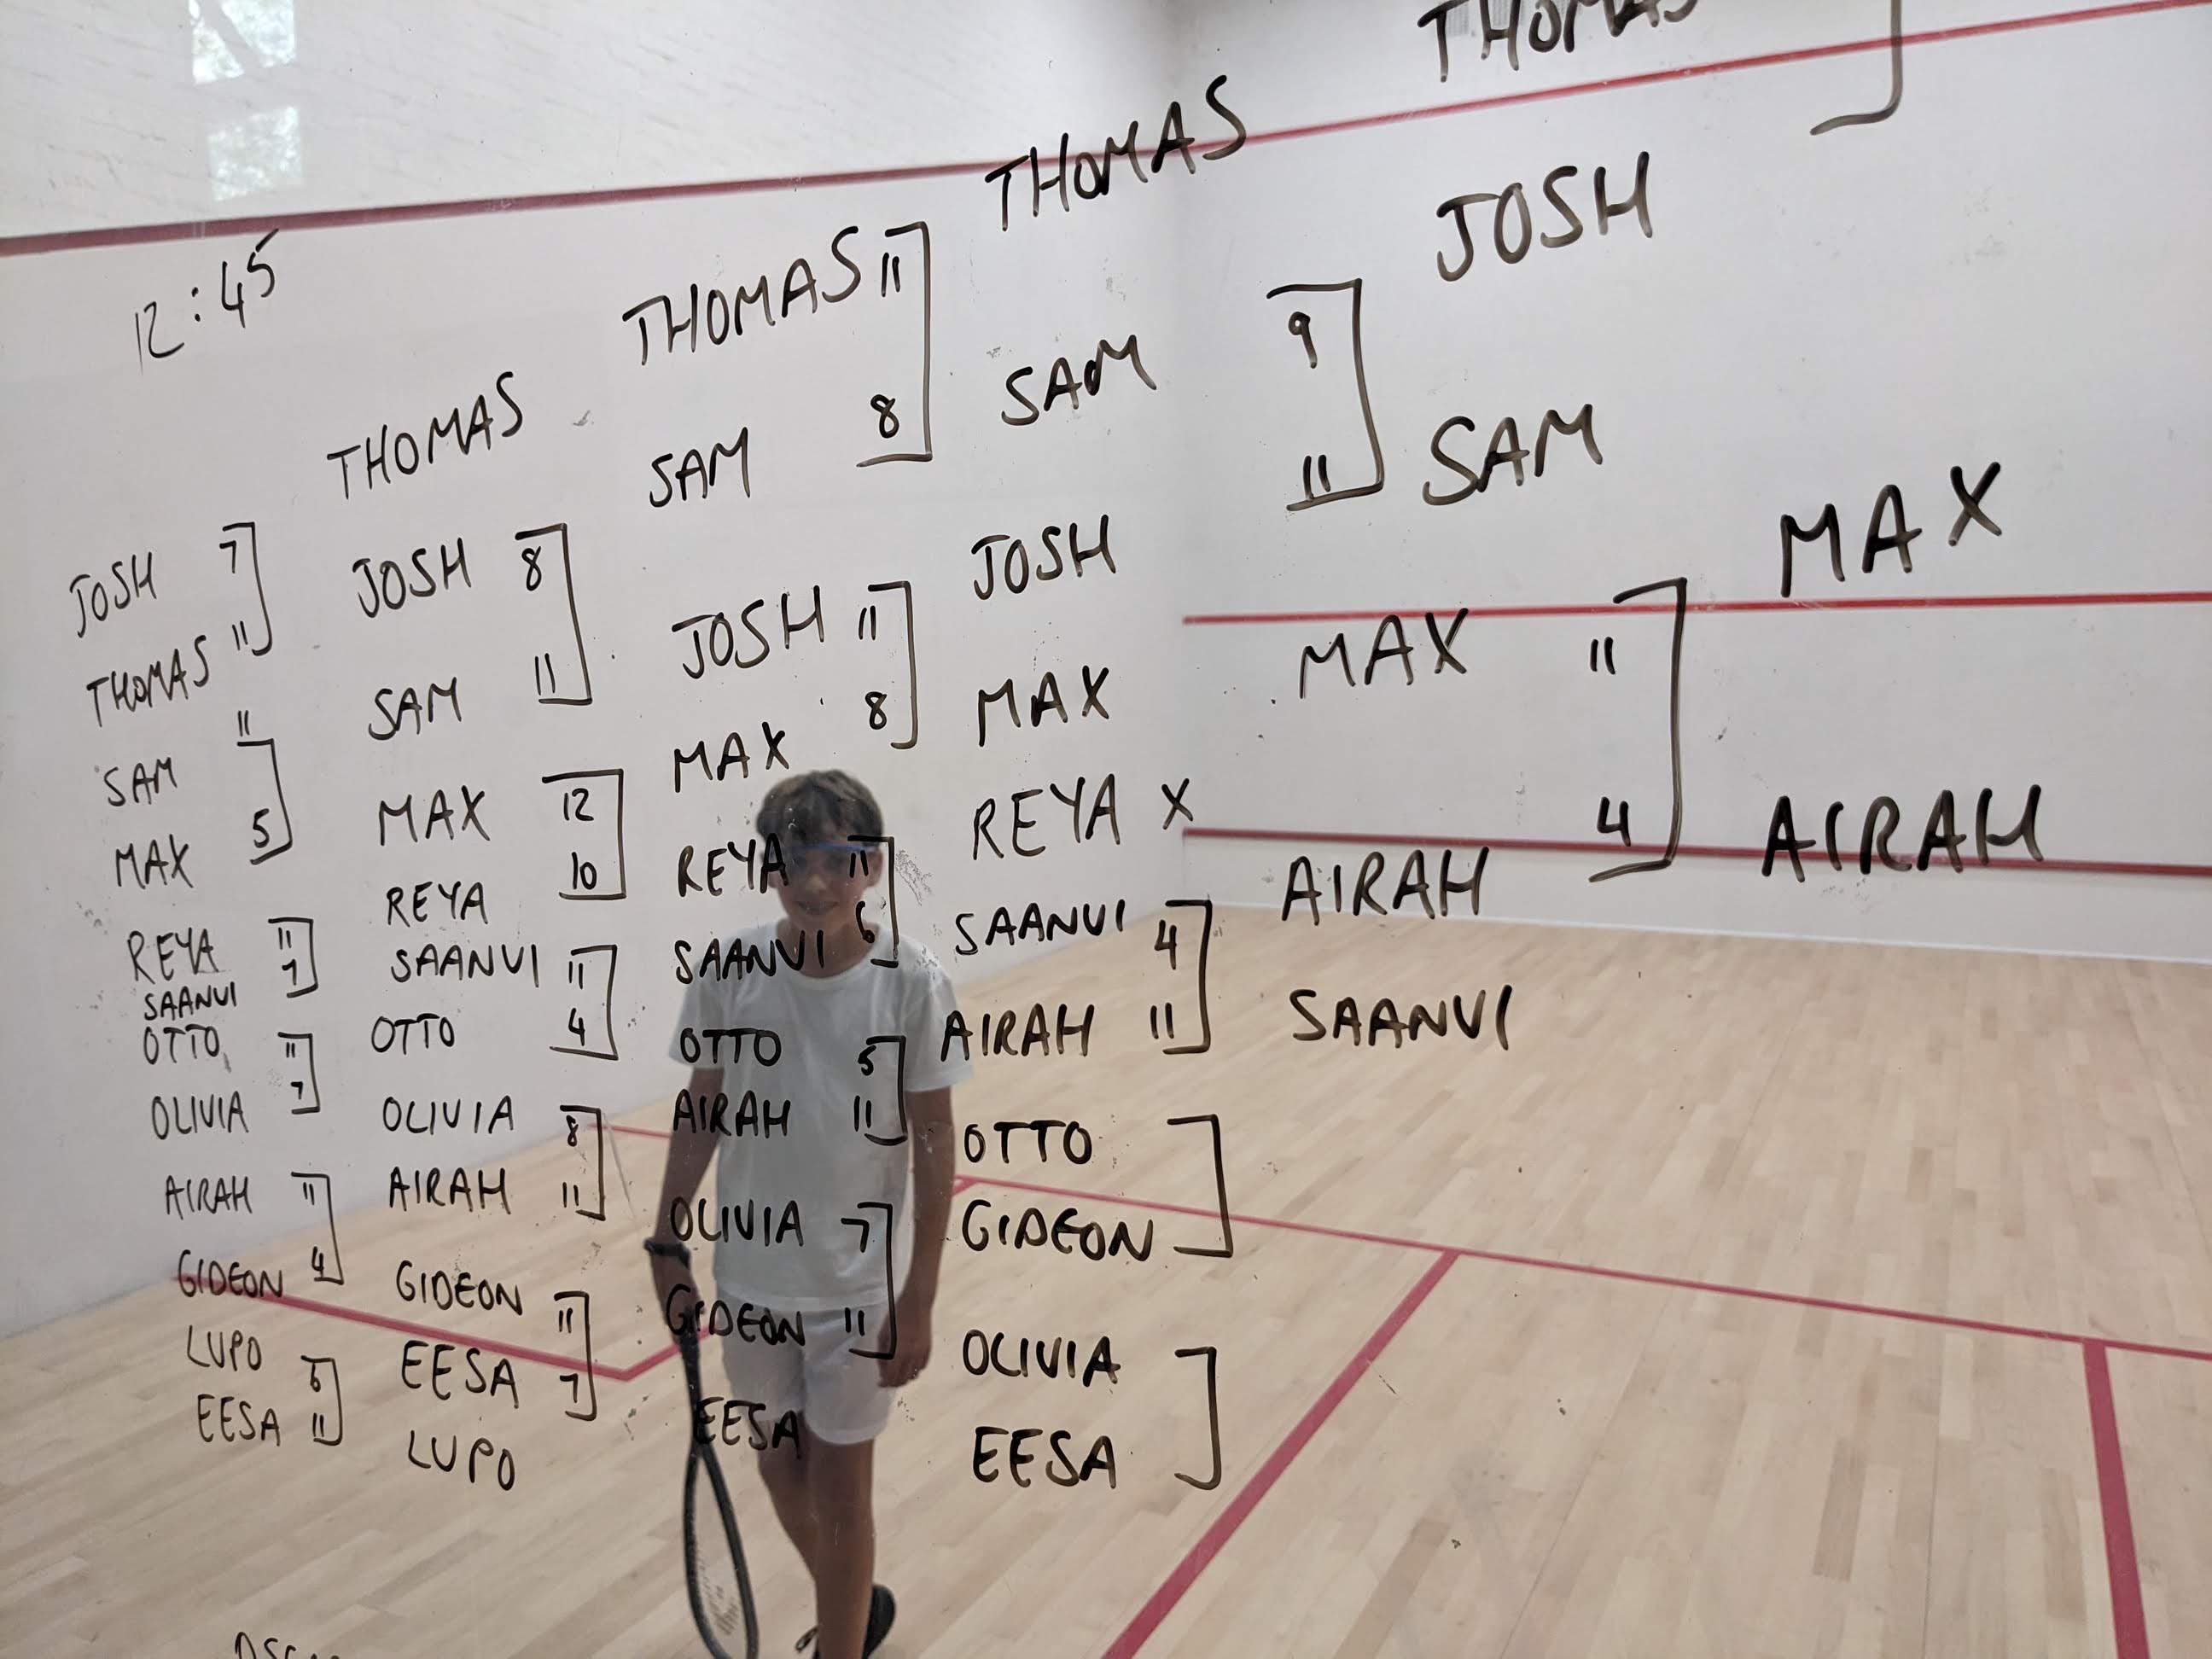 12:45
JOSH 7
THOMAS 11
SAM 11
MAX 5
REYA 11
SAANVI 7
OTTO 11
OLIVIA 7
AIRAH 11
GIDEON 4
LUPO 6
EESA 11
THOMAS
JOSH 8
SAM 11
MAX 12
REYA 10
SAANVI 11
OTTO 4
OLIVIA 8
AIRAH 11
GIDEON 11
EESA 7
LUPO
THOMAS 11
SAM 8
JOSH 11
MAX 8
REYA 11
SAANVI 6
OTTO 5
AIRAH 11
OLIVIA 7
GIDEON 11
EESA
THOMAS
SAM
JOSH 9
MAX 11
REYA X
SAANVI 4
AIRAH 11
OTTO
GIDEON
OLIVIA
EESA
THOMAS
JOSH
SAM
MAX 11
AIRAH 4
SAANVI
MAX
AIRAH